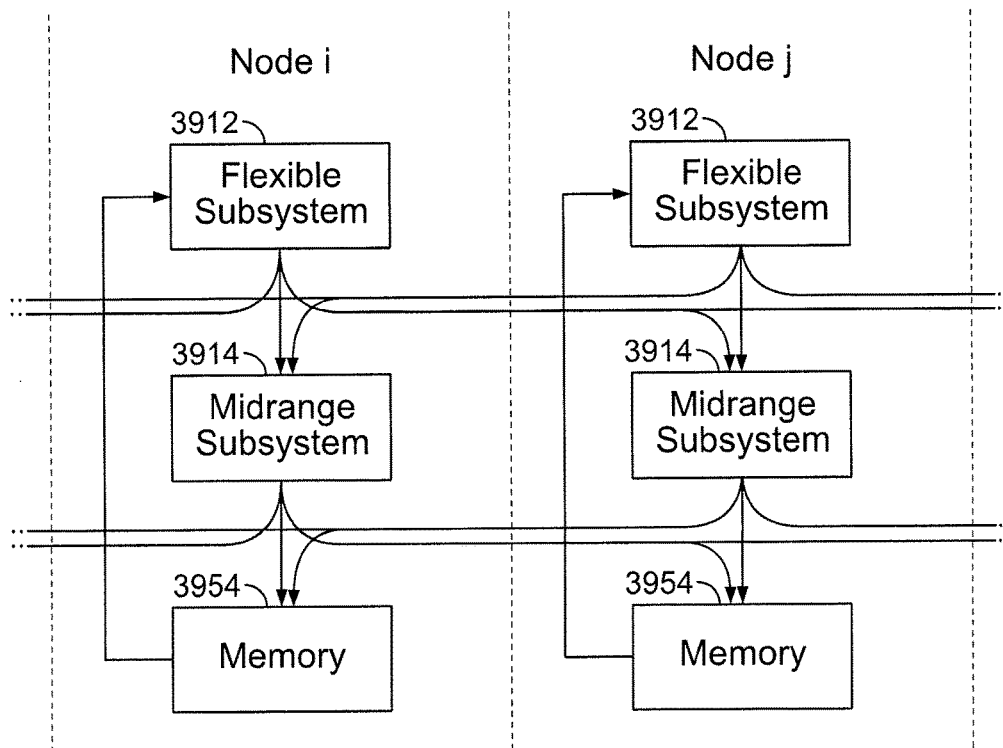 Node i
Node j
3912
3912
Flexible
Subsystem
Flexible
Subsystem
3914
3914
Midrange
Subsystem
Midrange
Subsystem
3954
3954
Memory
Memory